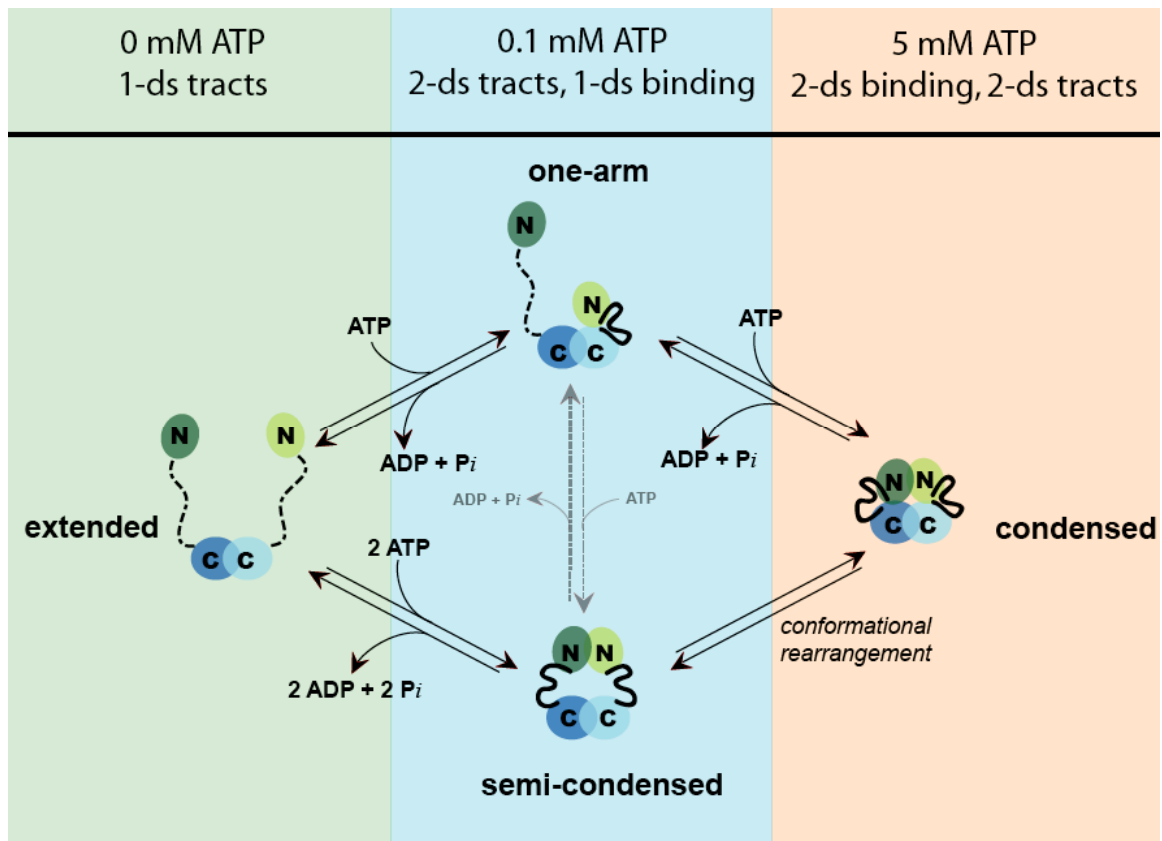 0 mM ATP
1-ds tracts
0.1 mM ATP
2-ds tracts, 1-ds binding
5 mM ATP
2-ds binding, 2-ds tracts
one-arm
N
N
C
C
ATP
ADP + Pi
ATP
ADP + Pi
N
N
C
C
extended
ADP + Pi
ATP
N
N
C
C
condensed
2 ATP
2 ADP + 2 Pi
conformational
rearrangement
N
N
C
C
semi-condensed